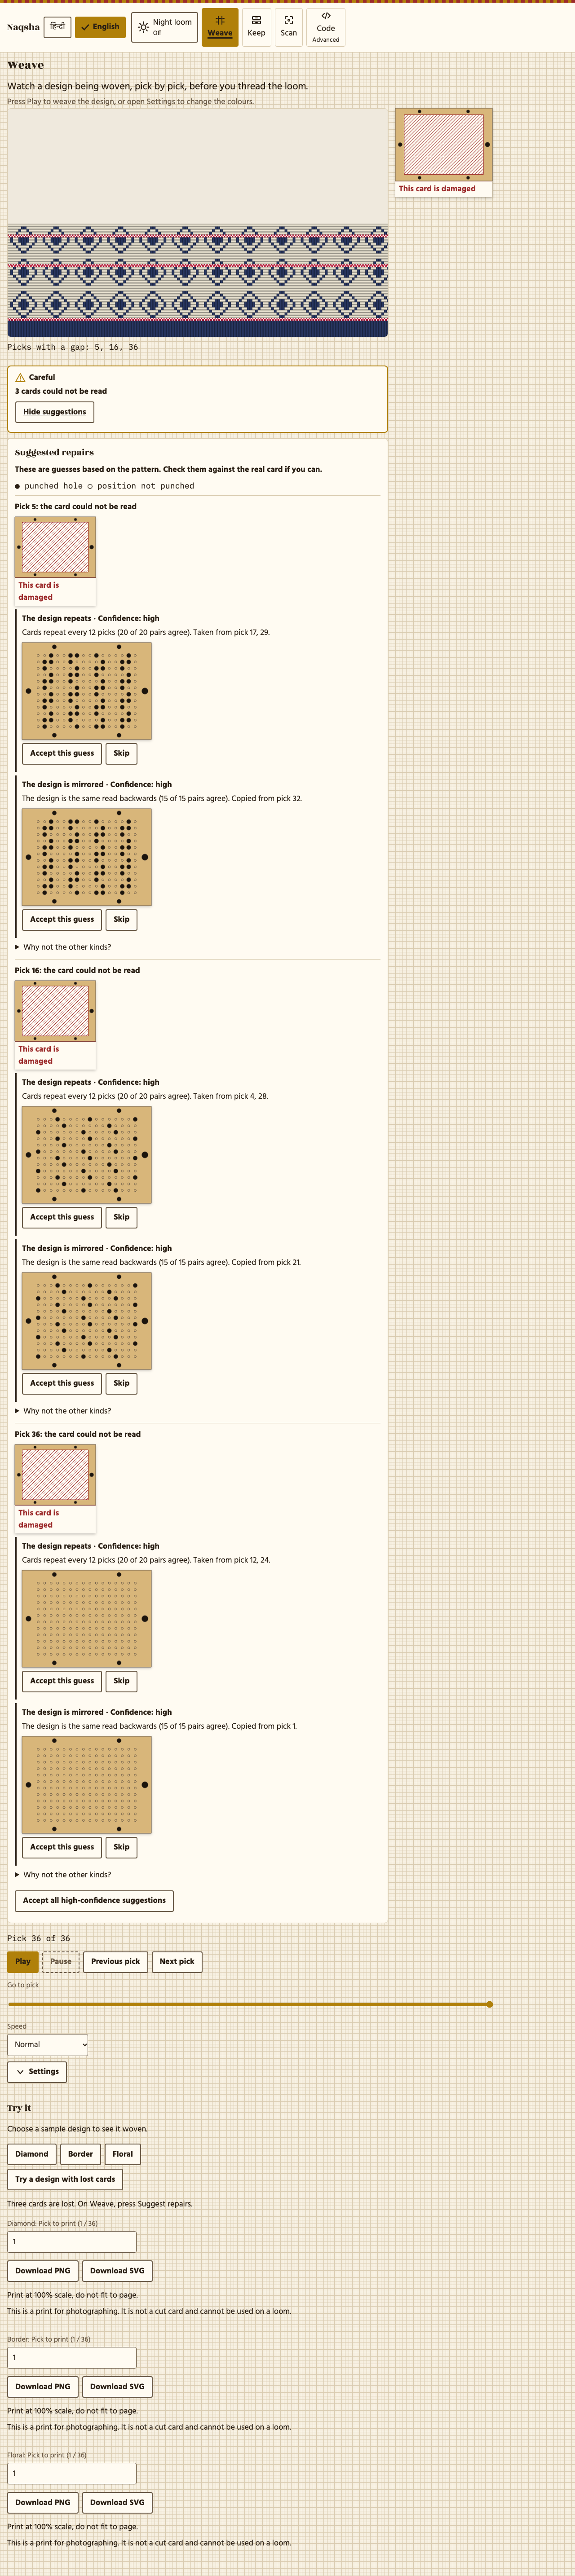 Naqsha
हिन्दी
English
Night loom
Off
Weave
Keep
Scan
Code
Advanced
Weave
Watch a design being woven, pick by pick, before you thread the loom.
Press Play to weave the design, or open Settings to change the colours.
This card is damaged
Picks with a gap: 5, 16, 36
Careful
3 cards could not be read
Hide suggestions
Suggested repairs
These are guesses based on the pattern. Check them against the real card if you can.
● punched hole ○ position not punched
Pick 5: the card could not be read
This card is
damaged
The design repeats · Confidence: high
Cards repeat every 12 picks (20 of 20 pairs agree). Taken from pick 17, 29.
Accept this guess
Skip
The design is mirrored · Confidence: high
The design is the same read backwards (15 of 15 pairs agree). Copied from pick 32.
Accept this guess
Skip
Why not the other kinds?
Pick 16: the card could not be read
This card is
damaged
The design repeats · Confidence: high
Cards repeat every 12 picks (20 of 20 pairs agree). Taken from pick 4, 28.
Accept this guess
Skip
The design is mirrored · Confidence: high
The design is the same read backwards (15 of 15 pairs agree). Copied from pick 21.
Accept this guess
Skip
Why not the other kinds?
Pick 36: the card could not be read
This card is
damaged
The design repeats · Confidence: high
Cards repeat every 12 picks (20 of 20 pairs agree). Taken from pick 12, 24.
Accept this guess
Skip
The design is mirrored · Confidence: high
The design is the same read backwards (15 of 15 pairs agree). Copied from pick 1.
Accept this guess
Skip
Why not the other kinds?
Accept all high-confidence suggestions
Pick 36 of 36
Play
Pause
Previous pick
Next pick
Go to pick
Speed
Normal
Settings
Try it
Choose a sample design to see it woven.
Diamond
Border
Floral
Try a design with lost cards
Three cards are lost. On Weave, press Suggest repairs.
Diamond: Pick to print (1 / 36)
1
Download PNG
Download SVG
Print at 100% scale, do not fit to page.
This is a print for photographing. It is not a cut card and cannot be used on a loom.
Border: Pick to print (1 / 36)
1
Download PNG
Download SVG
Print at 100% scale, do not fit to page.
This is a print for photographing. It is not a cut card and cannot be used on a loom.
Floral: Pick to print (1 / 36)
1
Download PNG
Download SVG
Print at 100% scale, do not fit to page.
This is a print for photographing. It is not a cut card and cannot be used on a loom.